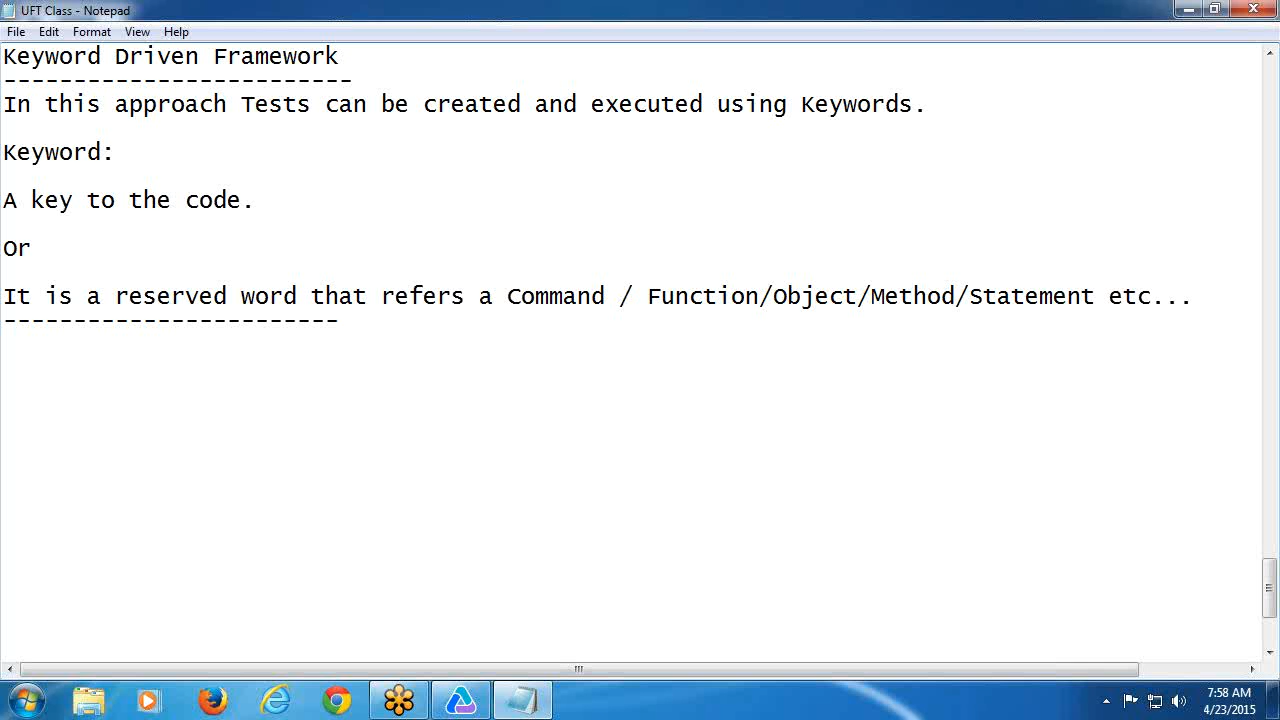 UFT Class - Notepad
File Edit Format View Help
Keyword Driven Framework
-------------------------
In this approach Tests can be created and executed using Keywords.
Keyword:
A key to the code.
Or
It is a reserved word that refers a Command / Function/Object/Method/Statement etc...
------------------------
7:58 AM
4/23/2015